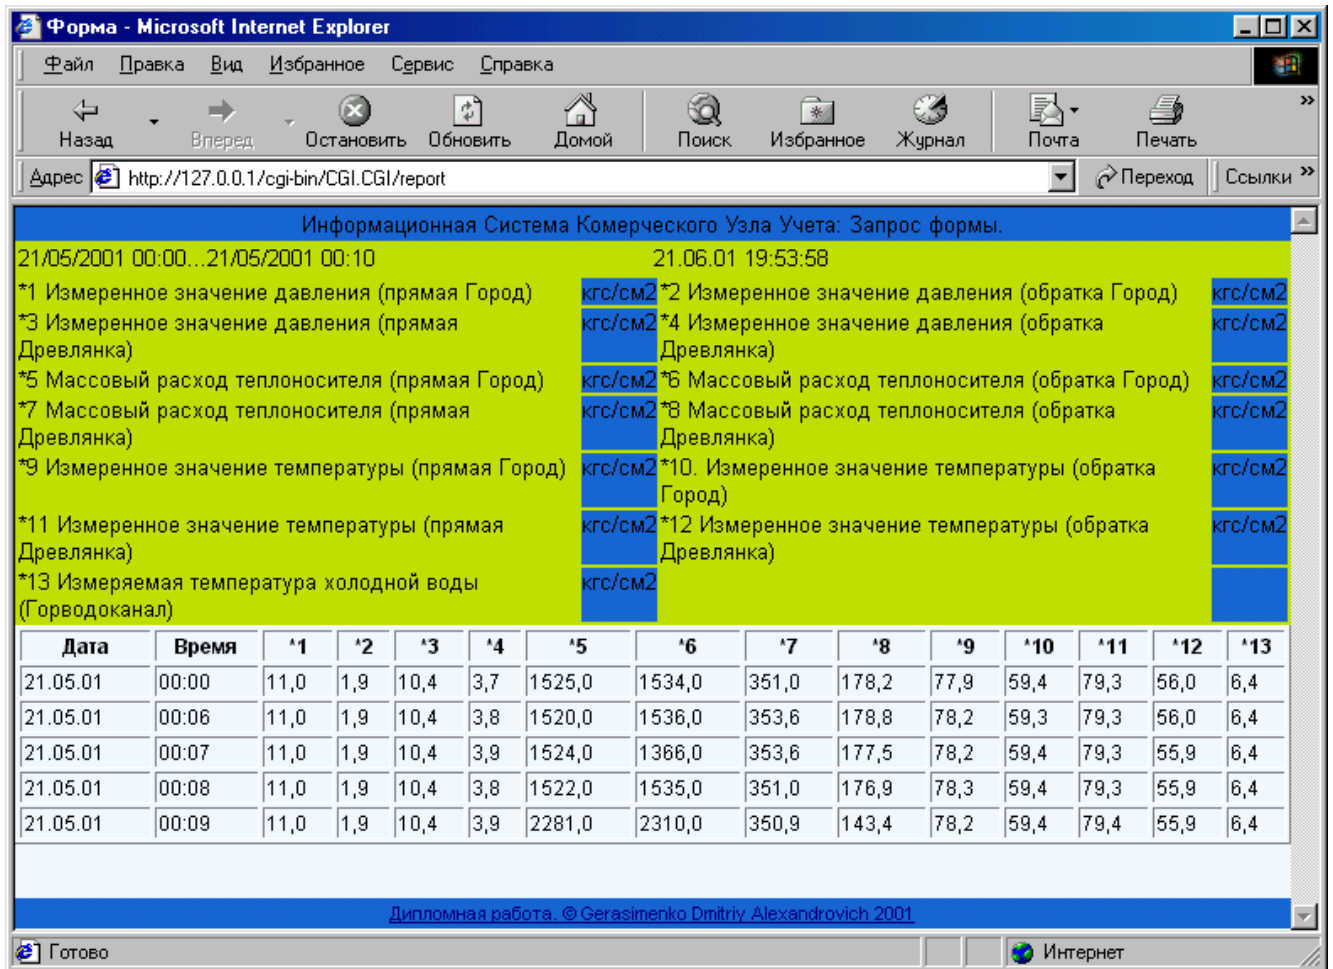 Форма - Microsoft Internet Explorer
Файл Правка Вид Избранное Сервис Справка
Назад Вперед Остановить Обновить Домой Поиск Избранное Журнал Почта Печать »
Адрес http://127.0.0.1/cgi-bin/CGI.CGI/report Переход Ссылки »
Информационная Система Комерческого Узла Учета: Запрос формы.
21/05/2001 00:00...21/05/2001 00:10 21.06.01 19:53:58
*1 Измеренное значение давления (прямая Город) кгс/см2 *2 Измеренное значение давления (обратка Город) кгс/см2
*3 Измеренное значение давления (прямая кгс/см2 *4 Измеренное значение давления (обратка кгс/см2
Древлянка) Древлянка)
*5 Массовый расход теплоносителя (прямая Город) кгс/см2 *6 Массовый расход теплоносителя (обратка Город) кгс/см2
*7 Массовый расход теплоносителя (прямая кгс/см2 *8 Массовый расход теплоносителя (обратка кгс/см2
Древлянка) Древлянка)
*9 Измеренное значение температуры (прямая Город) кгс/см2 *10. Измеренное значение температуры (обратка кгс/см2
Город)
*11 Измеренное значение температуры (прямая кгс/см2 *12 Измеренное значение температуры (обратка кгс/см2
Древлянка) Древлянка)
*13 Измеряемая температура холодной воды кгс/см2
(Горводоканал)
Дата Время *1 *2 *3 *4 *5 *6 *7 *8 *9 *10 *11 *12 *13
21.05.01 00:00 11,0 1,9 10,4 3,7 1525,0 1534,0 351,0 178,2 77,9 59,4 79,3 56,0 6,4
21.05.01 00:06 11,0 1,9 10,4 3,8 1520,0 1536,0 353,6 178,8 78,2 59,3 79,3 56,0 6,4
21.05.01 00:07 11,0 1,9 10,4 3,9 1524,0 1366,0 353,6 177,5 78,2 59,4 79,3 55,9 6,4
21.05.01 00:08 11,0 1,9 10,4 3,8 1522,0 1535,0 351,0 176,9 78,3 59,4 79,3 55,9 6,4
21.05.01 00:09 11,0 1,9 10,4 3,9 2281,0 2310,0 350,9 143,4 78,2 59,4 79,4 55,9 6,4
Дипломная работа. © Gerasimenko Dmitriy Alexandrovich 2001
Готово Интернет